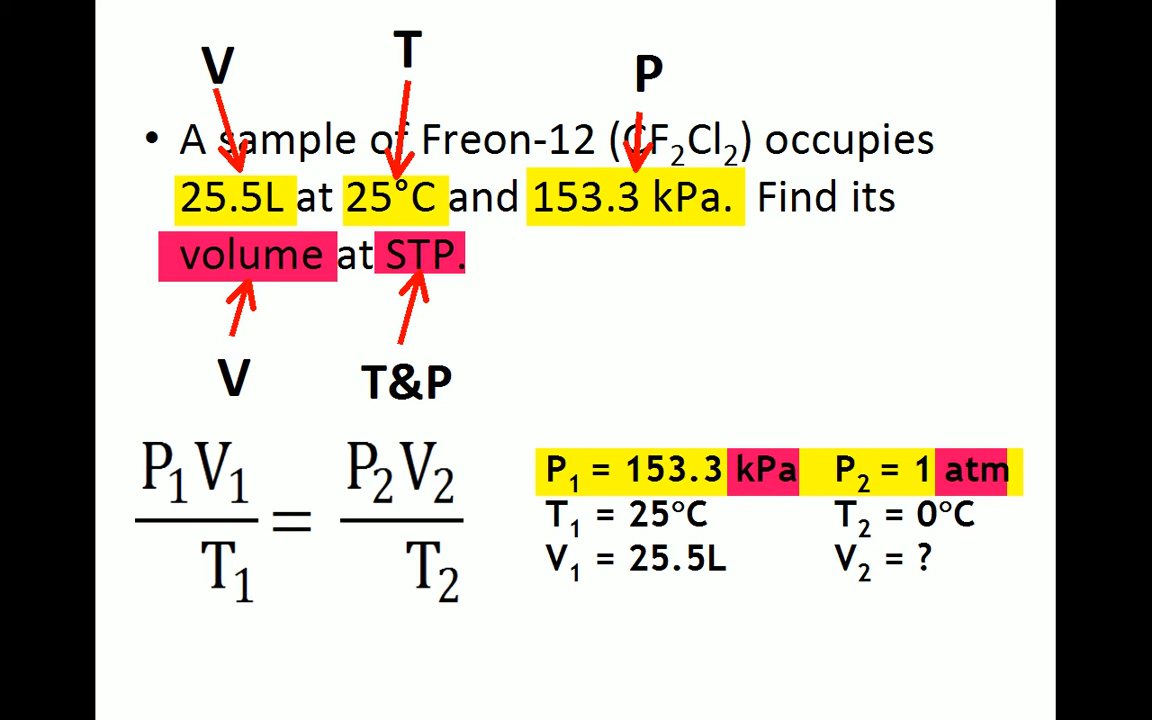 V T P
• A sample of Freon-12 (CF₂Cl₂) occupies
25.5L at 25°C and 153.3 kPa. Find its
volume at STP.
V T&P
P₁V₁ / T₁ = P₂V₂ / T₂
P₁ = 153.3 kPa P₂ = 1 atm
T₁ = 25°C T₂ = 0°C
V₁ = 25.5L V₂ = ?